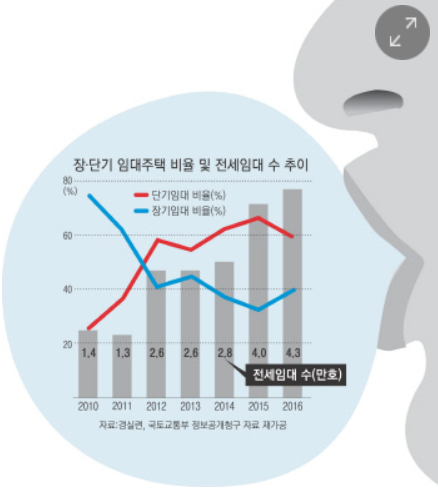 장·단기 임대주택 비율 및 전세임대 수 추이
80
(%)
단기임대 비율(%)
장기임대 비율(%)
60
40
20
1.4 1.3 2.6 2.6 2.8 4.0 4.3
전세임대 수(만호)
2010 2011 2012 2013 2014 2015 2016
자료:경실련, 국토교통부 정보공개청구 자료 재가공